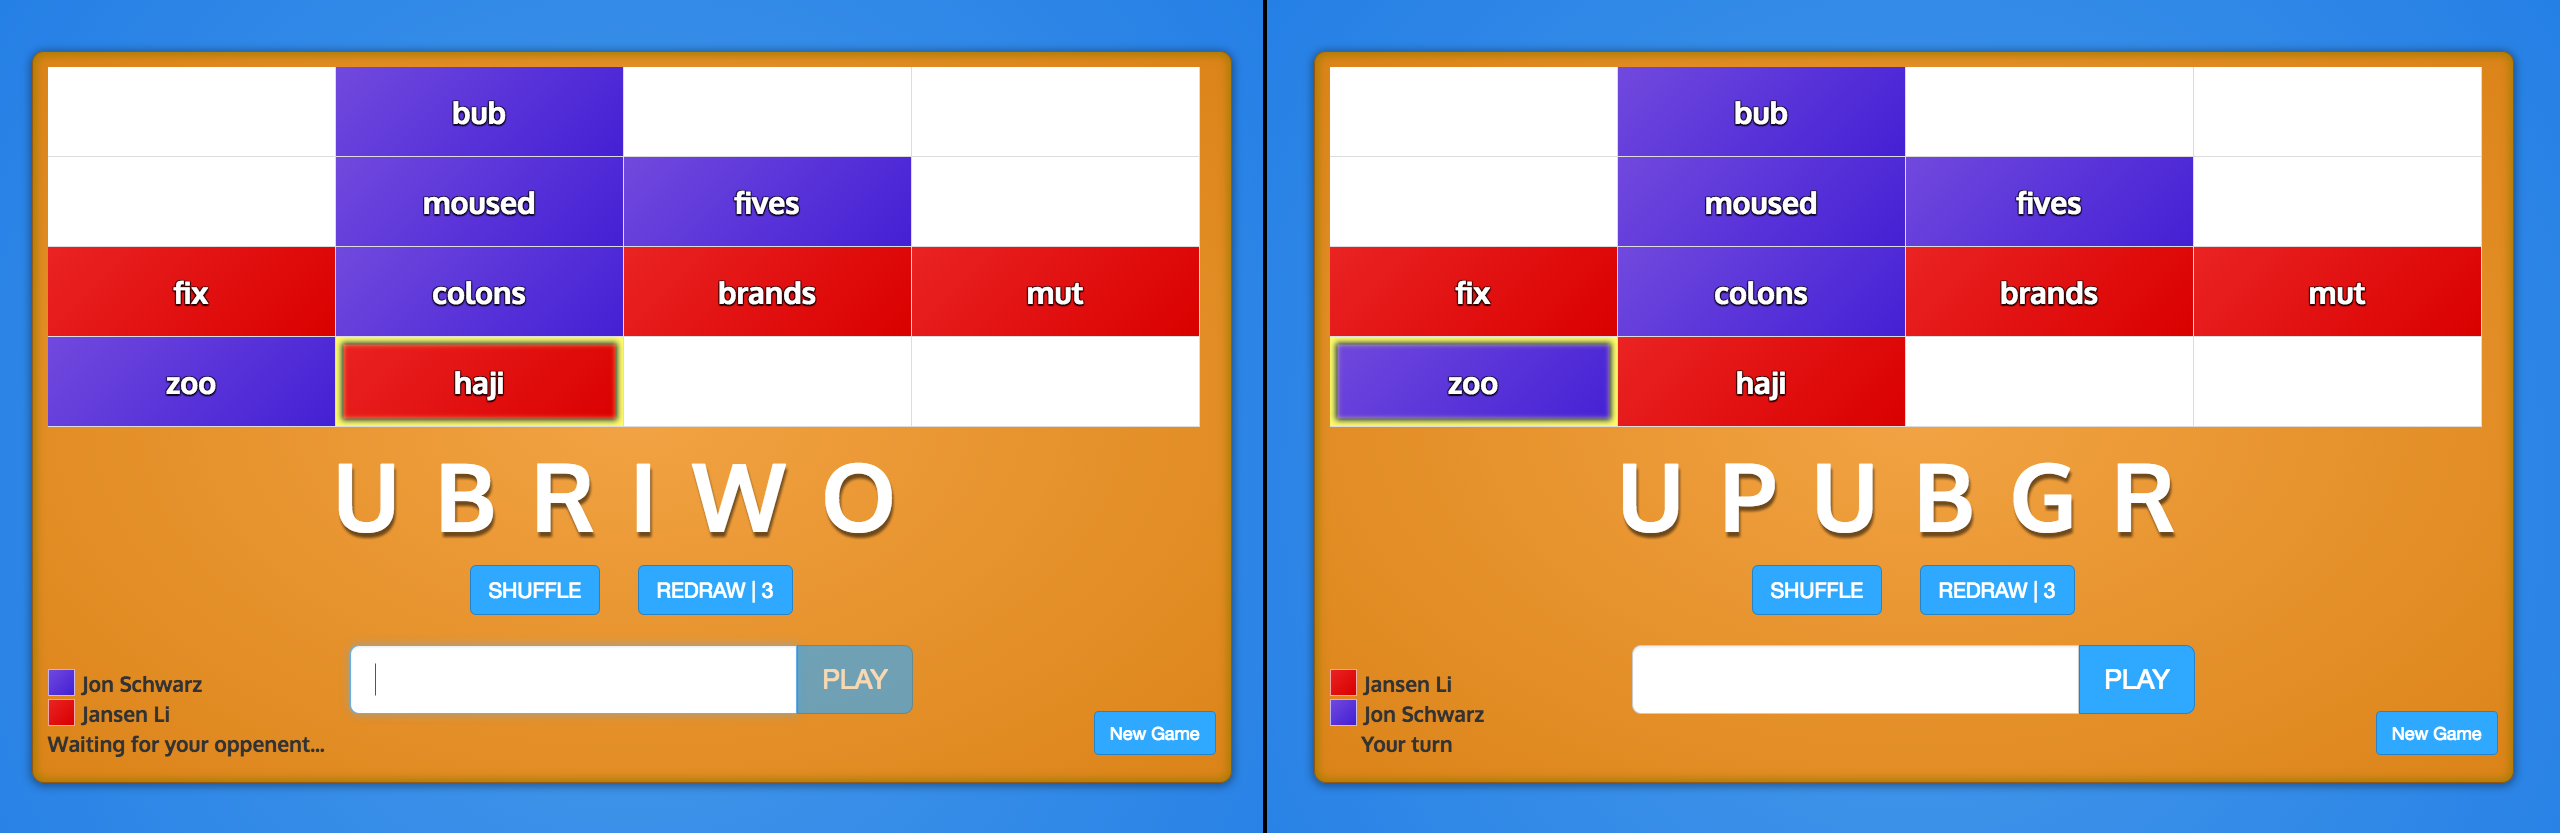 bub
moused fives
fix colons brands mut
zoo haji
U B R I W O
SHUFFLE REDRAW | 3
PLAY
Jon Schwarz
Jansen Li
Waiting for your oppenent...
New Game
bub
moused fives
fix colons brands mut
zoo haji
U P U B G R
SHUFFLE REDRAW | 3
PLAY
Jansen Li
Jon Schwarz
Your turn
New Game